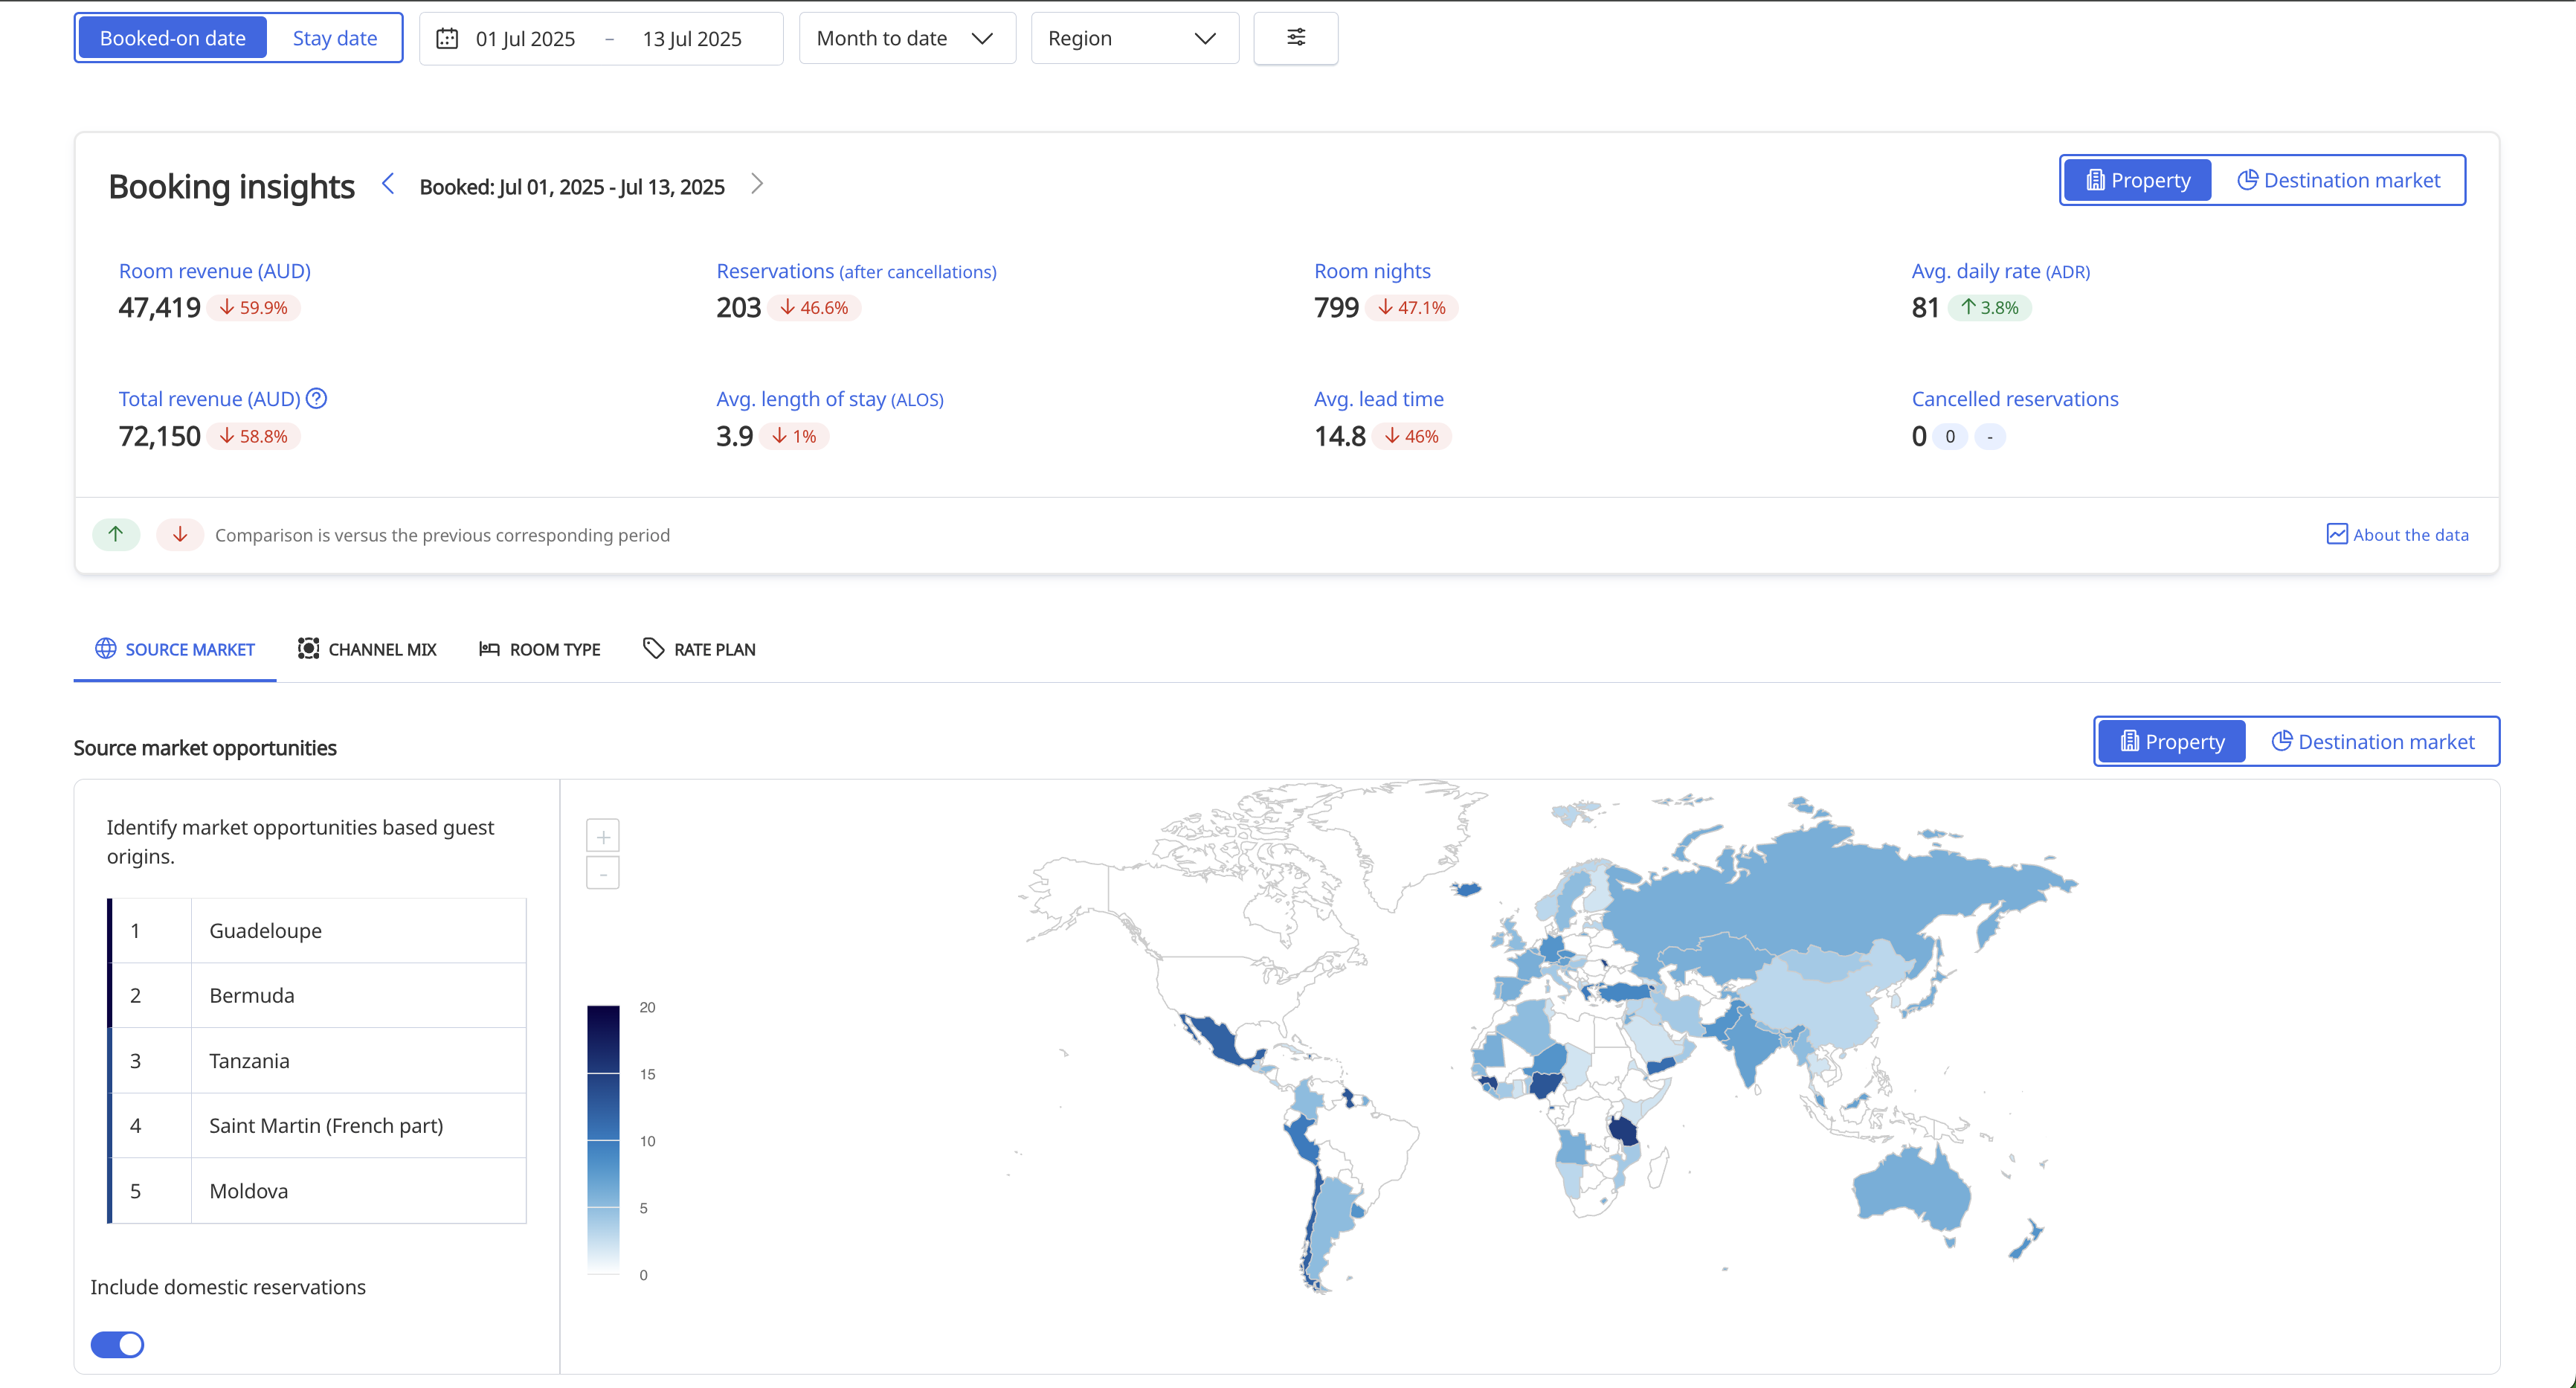 Booked-on date Stay date 01 Jul 2025 – 13 Jul 2025 Month to date Region
Booking insights Booked: Jul 01, 2025 - Jul 13, 2025 Property Destination market
Room revenue (AUD) Reservations (after cancellations) Room nights Avg. daily rate (ADR)
47,419 ↓ 59.9% 203 ↓ 46.6% 799 ↓ 47.1% 81 ↑ 3.8%
Total revenue (AUD) ? Avg. length of stay (ALOS) Avg. lead time Cancelled reservations
72,150 ↓ 58.8% 3.9 ↓ 1% 14.8 ↓ 46% 0 0 -
↑ ↓ Comparison is versus the previous corresponding period About the data
SOURCE MARKET CHANNEL MIX ROOM TYPE RATE PLAN
Source market opportunities Property Destination market
Identify market opportunities based guest
origins.
1 Guadeloupe
2 Bermuda
3 Tanzania
4 Saint Martin (French part)
5 Moldova
Include domestic reservations
+
-
20
15
10
5
0